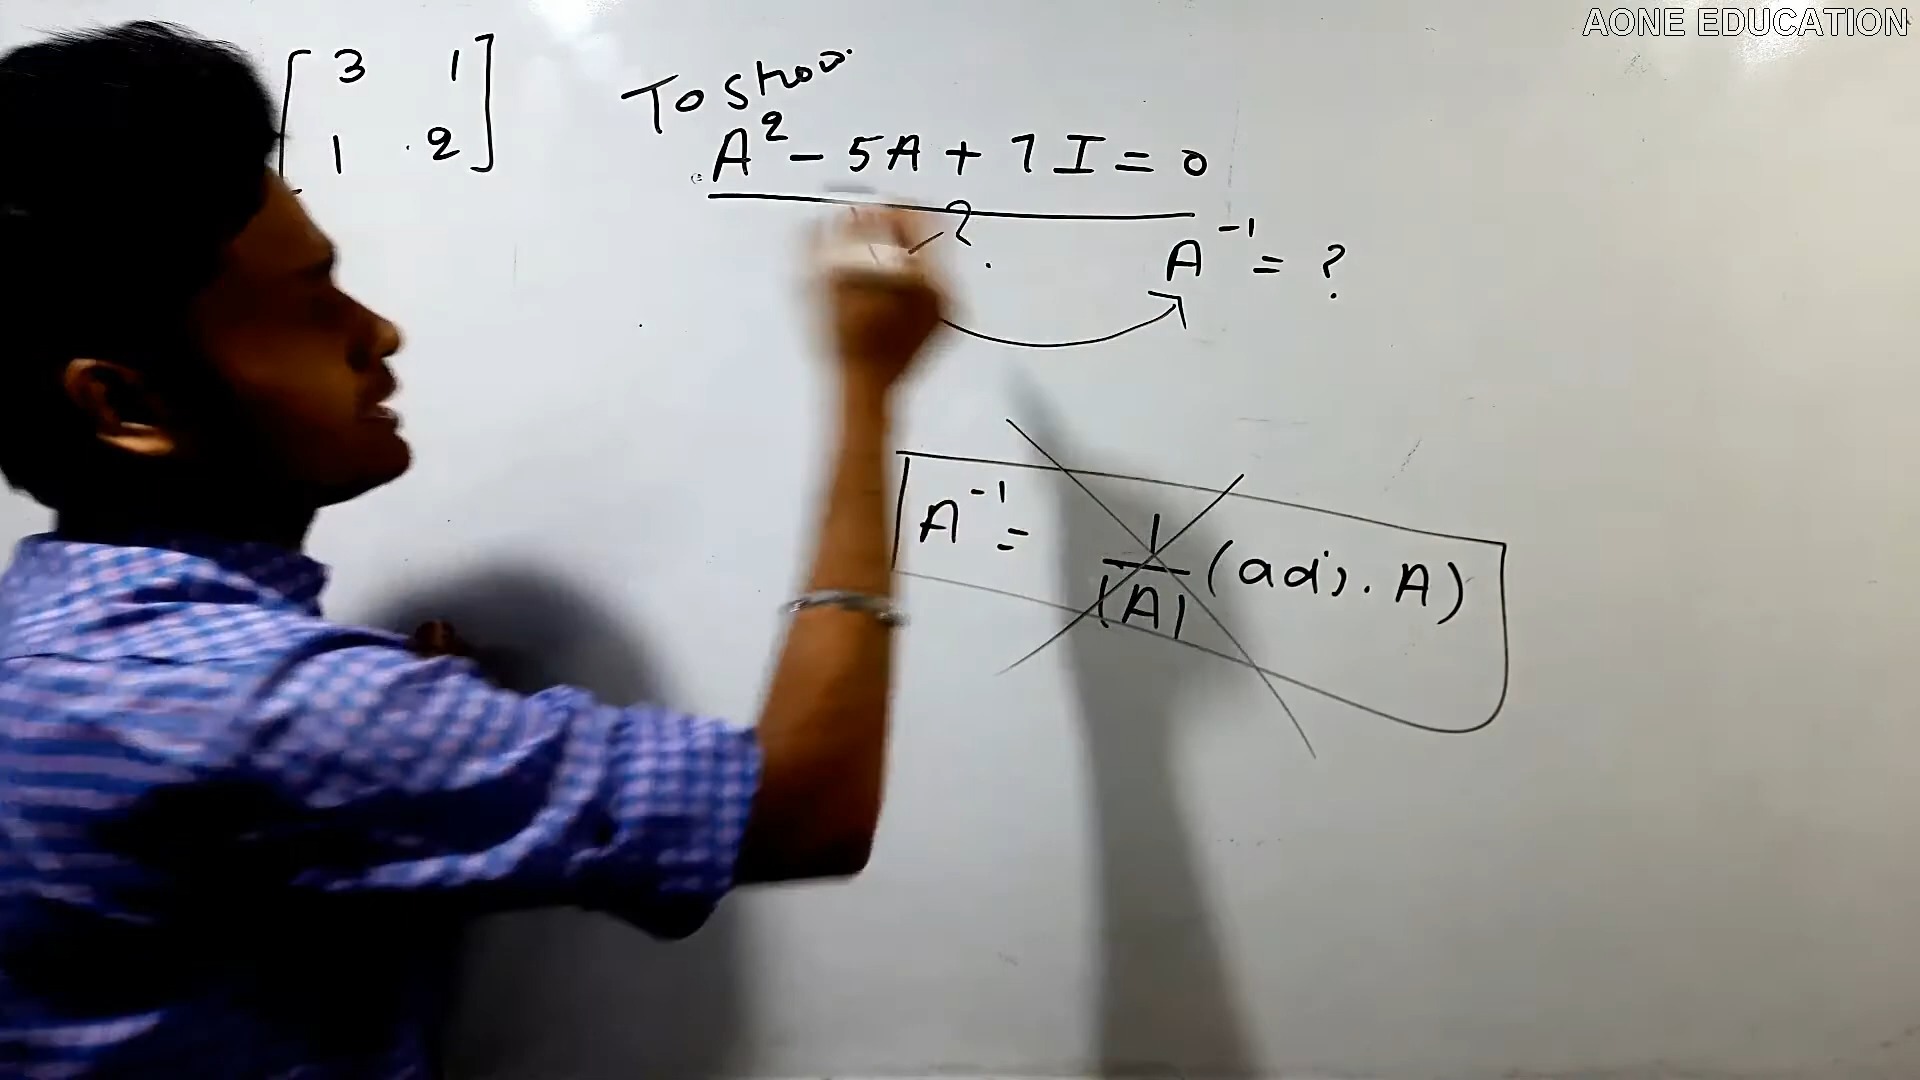 AONE EDUCATION
3 1
1 2
To show
A² - 5A + 7I = 0
?
A⁻¹ = ?
A⁻¹ = 1/|A| (adj. A)